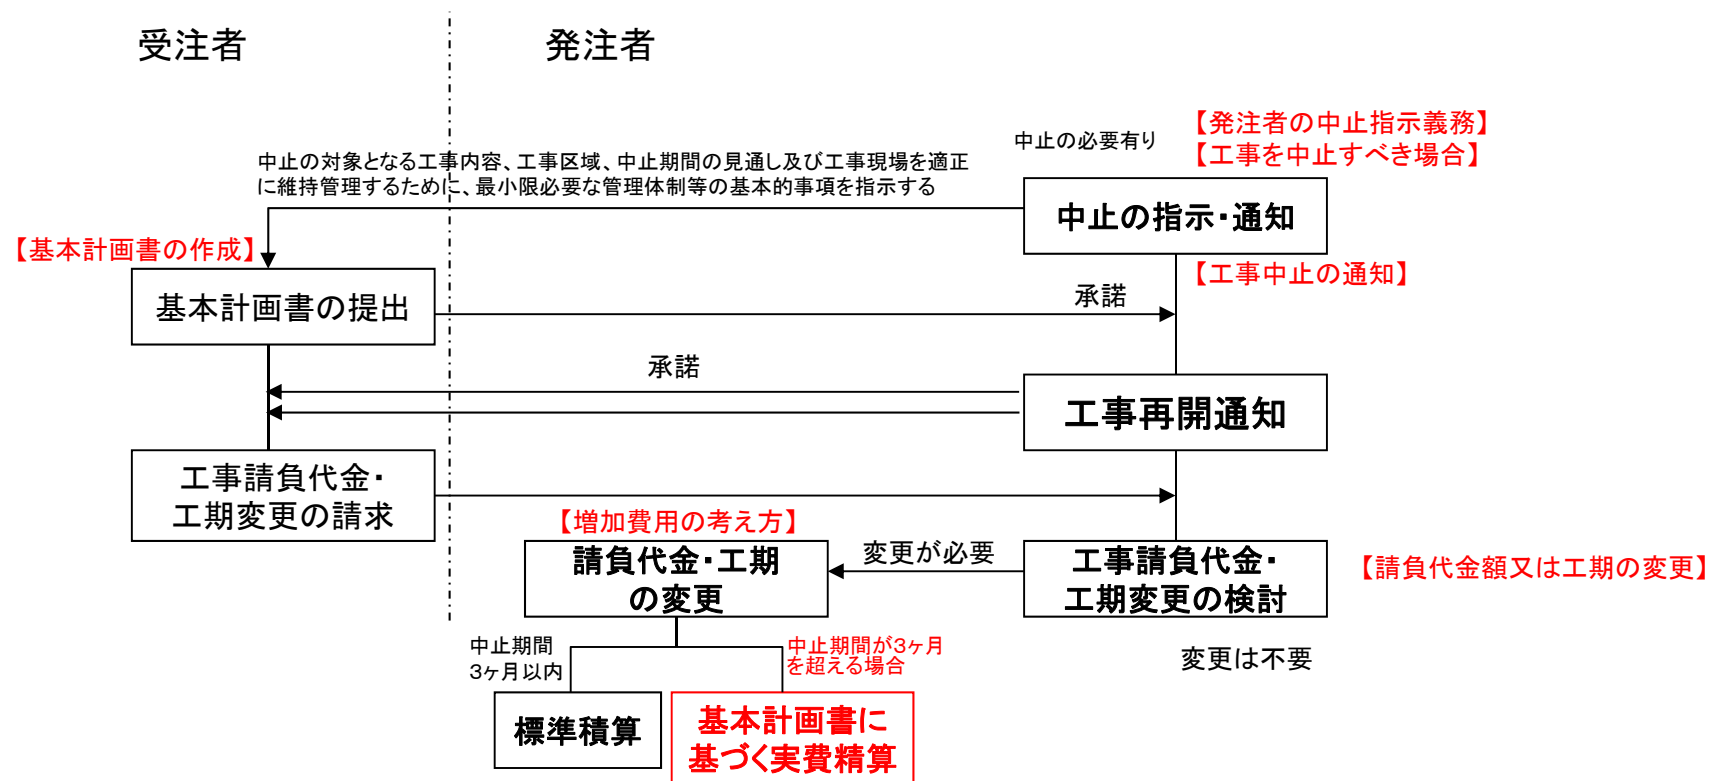 受注者
発注者
中止の必要有り
【発注者の中止指示義務】
【工事を中止すべき場合】
中止の対象となる工事内容、工事区域、中止期間の見通し及び工事現場を適正
に維持管理するために、最小限必要な管理体制等の基本的事項を指示する
中止の指示・通知
【基本計画書の作成】
【工事中止の通知】
基本計画書の提出
承諾
承諾
工事再開通知
工事請負代金・
工期変更の請求
【増加費用の考え方】
請負代金・工期
の変更
変更が必要
工事請負代金・
工期変更の検討
【請負代金額又は工期の変更】
中止期間
3ヶ月以内
中止期間が3ヶ月
を超える場合
変更は不要
標準積算
基本計画書に
基づく実費精算